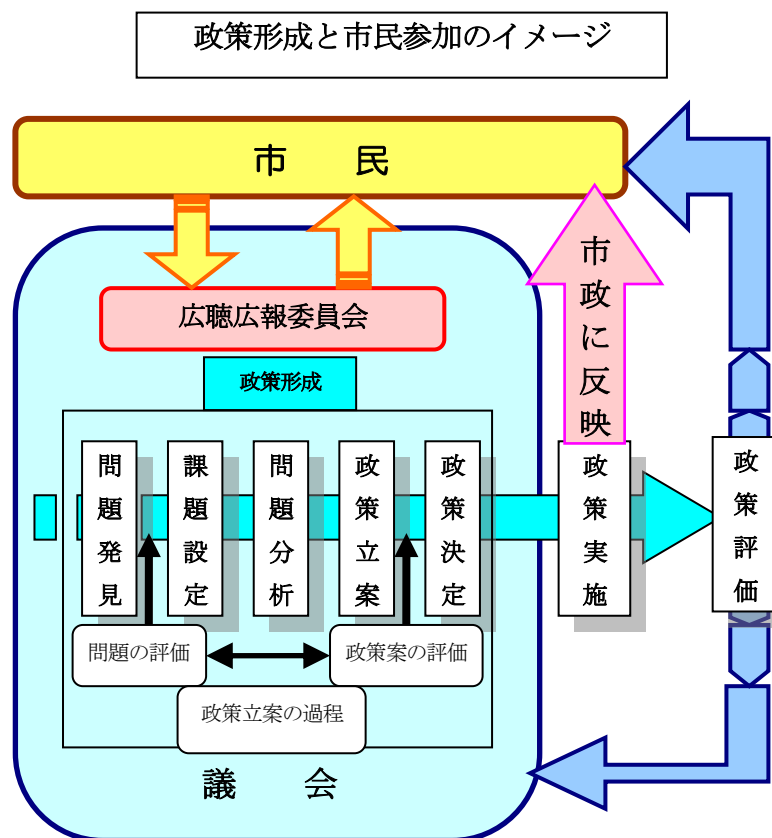 政策形成と市民参加のイメージ
市　　民
広聴広報委員会
市政に反映
政策形成
問題発見
課題設定
問題分析
政策立案
政策決定
政策実施
政策評価
問題の評価
政策案の評価
政策立案の過程
議　　会